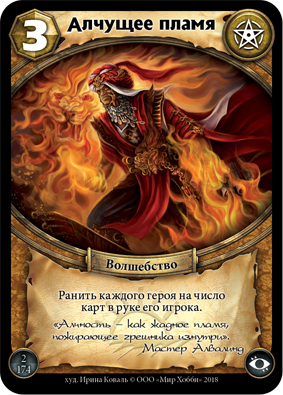 3
Алчущее пламя
Волшебство
Ранить каждого героя на число
карт в руке его игрока.
«Алчность – как жадное пламя,
пожирающее грешника изнутри».
Мастер Алвалинд
2
174
худ. Ирина Коваль © ООО «Мир Хобби» 2018